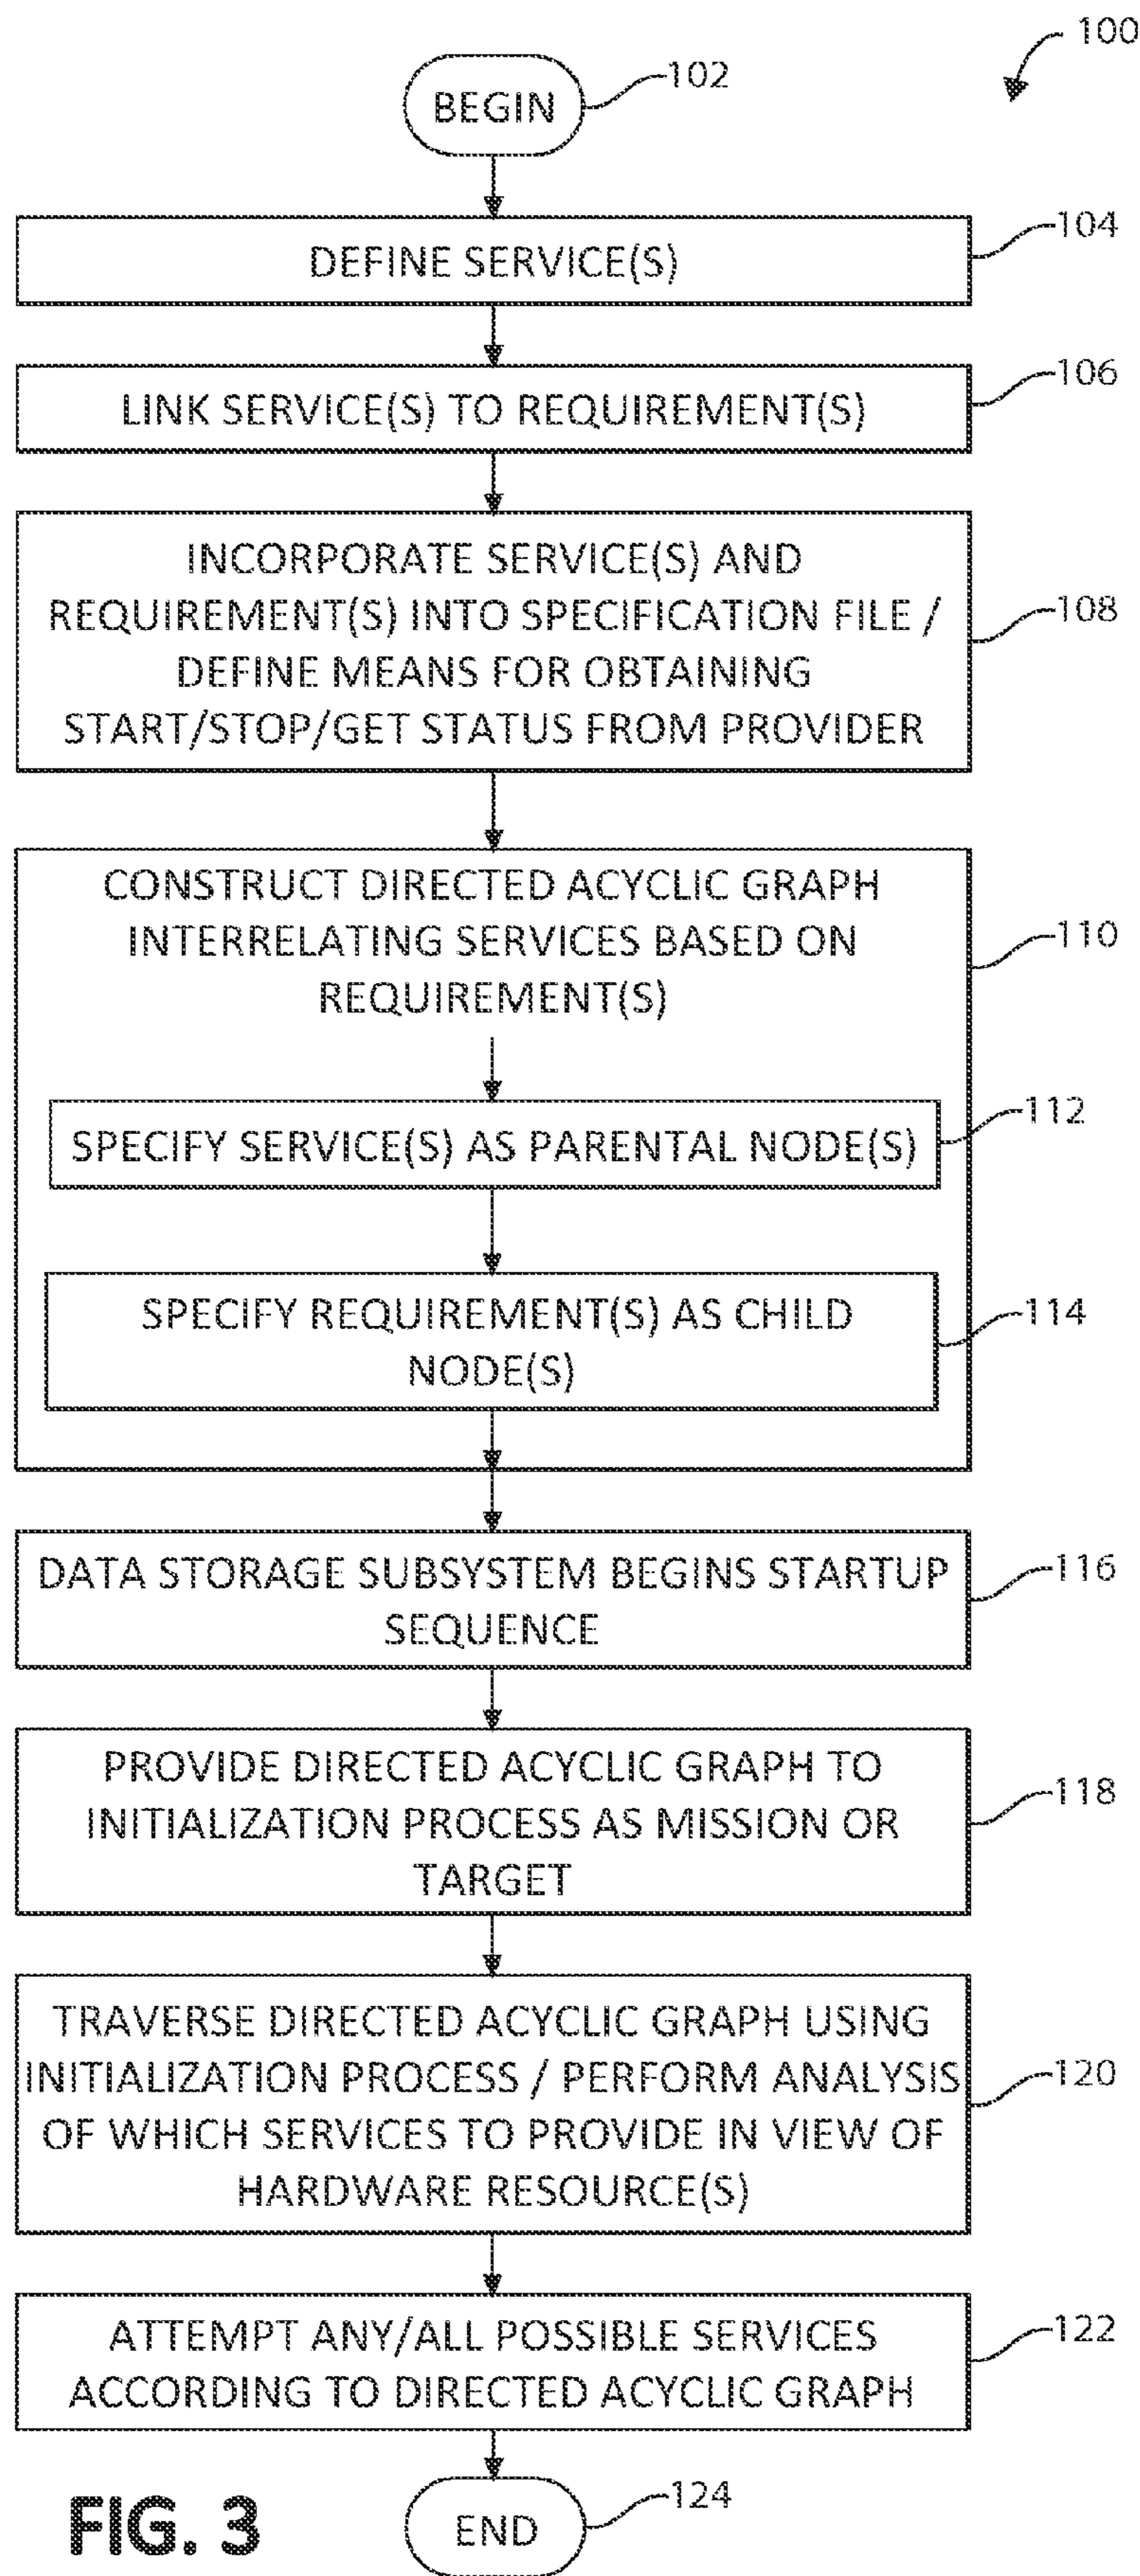 100
BEGIN
102
DEFINE SERVICE(S)
104
LINK SERVICE(S) TO REQUIREMENT(S)
106
INCORPORATE SERVICE(S) AND
REQUIREMENT(S) INTO SPECIFICATION FILE /
DEFINE MEANS FOR OBTAINING
START/STOP/GET STATUS FROM PROVIDER
108
CONSTRUCT DIRECTED ACYCLIC GRAPH
INTERRELATING SERVICES BASED ON
REQUIREMENT(S)
110
SPECIFY SERVICE(S) AS PARENTAL NODE(S)
112
SPECIFY REQUIREMENT(S) AS CHILD
NODE(S)
114
DATA STORAGE SUBSYSTEM BEGINS STARTUP
SEQUENCE
116
PROVIDE DIRECTED ACYCLIC GRAPH TO
INITIALIZATION PROCESS AS MISSION OR
TARGET
118
TRAVERSE DIRECTED ACYCLIC GRAPH USING
INITIALIZATION PROCESS / PERFORM ANALYSIS
OF WHICH SERVICES TO PROVIDE IN VIEW OF
HARDWARE RESOURCE(S)
120
ATTEMPT ANY/ALL POSSIBLE SERVICES
ACCORDING TO DIRECTED ACYCLIC GRAPH
122
END
124
FIG. 3